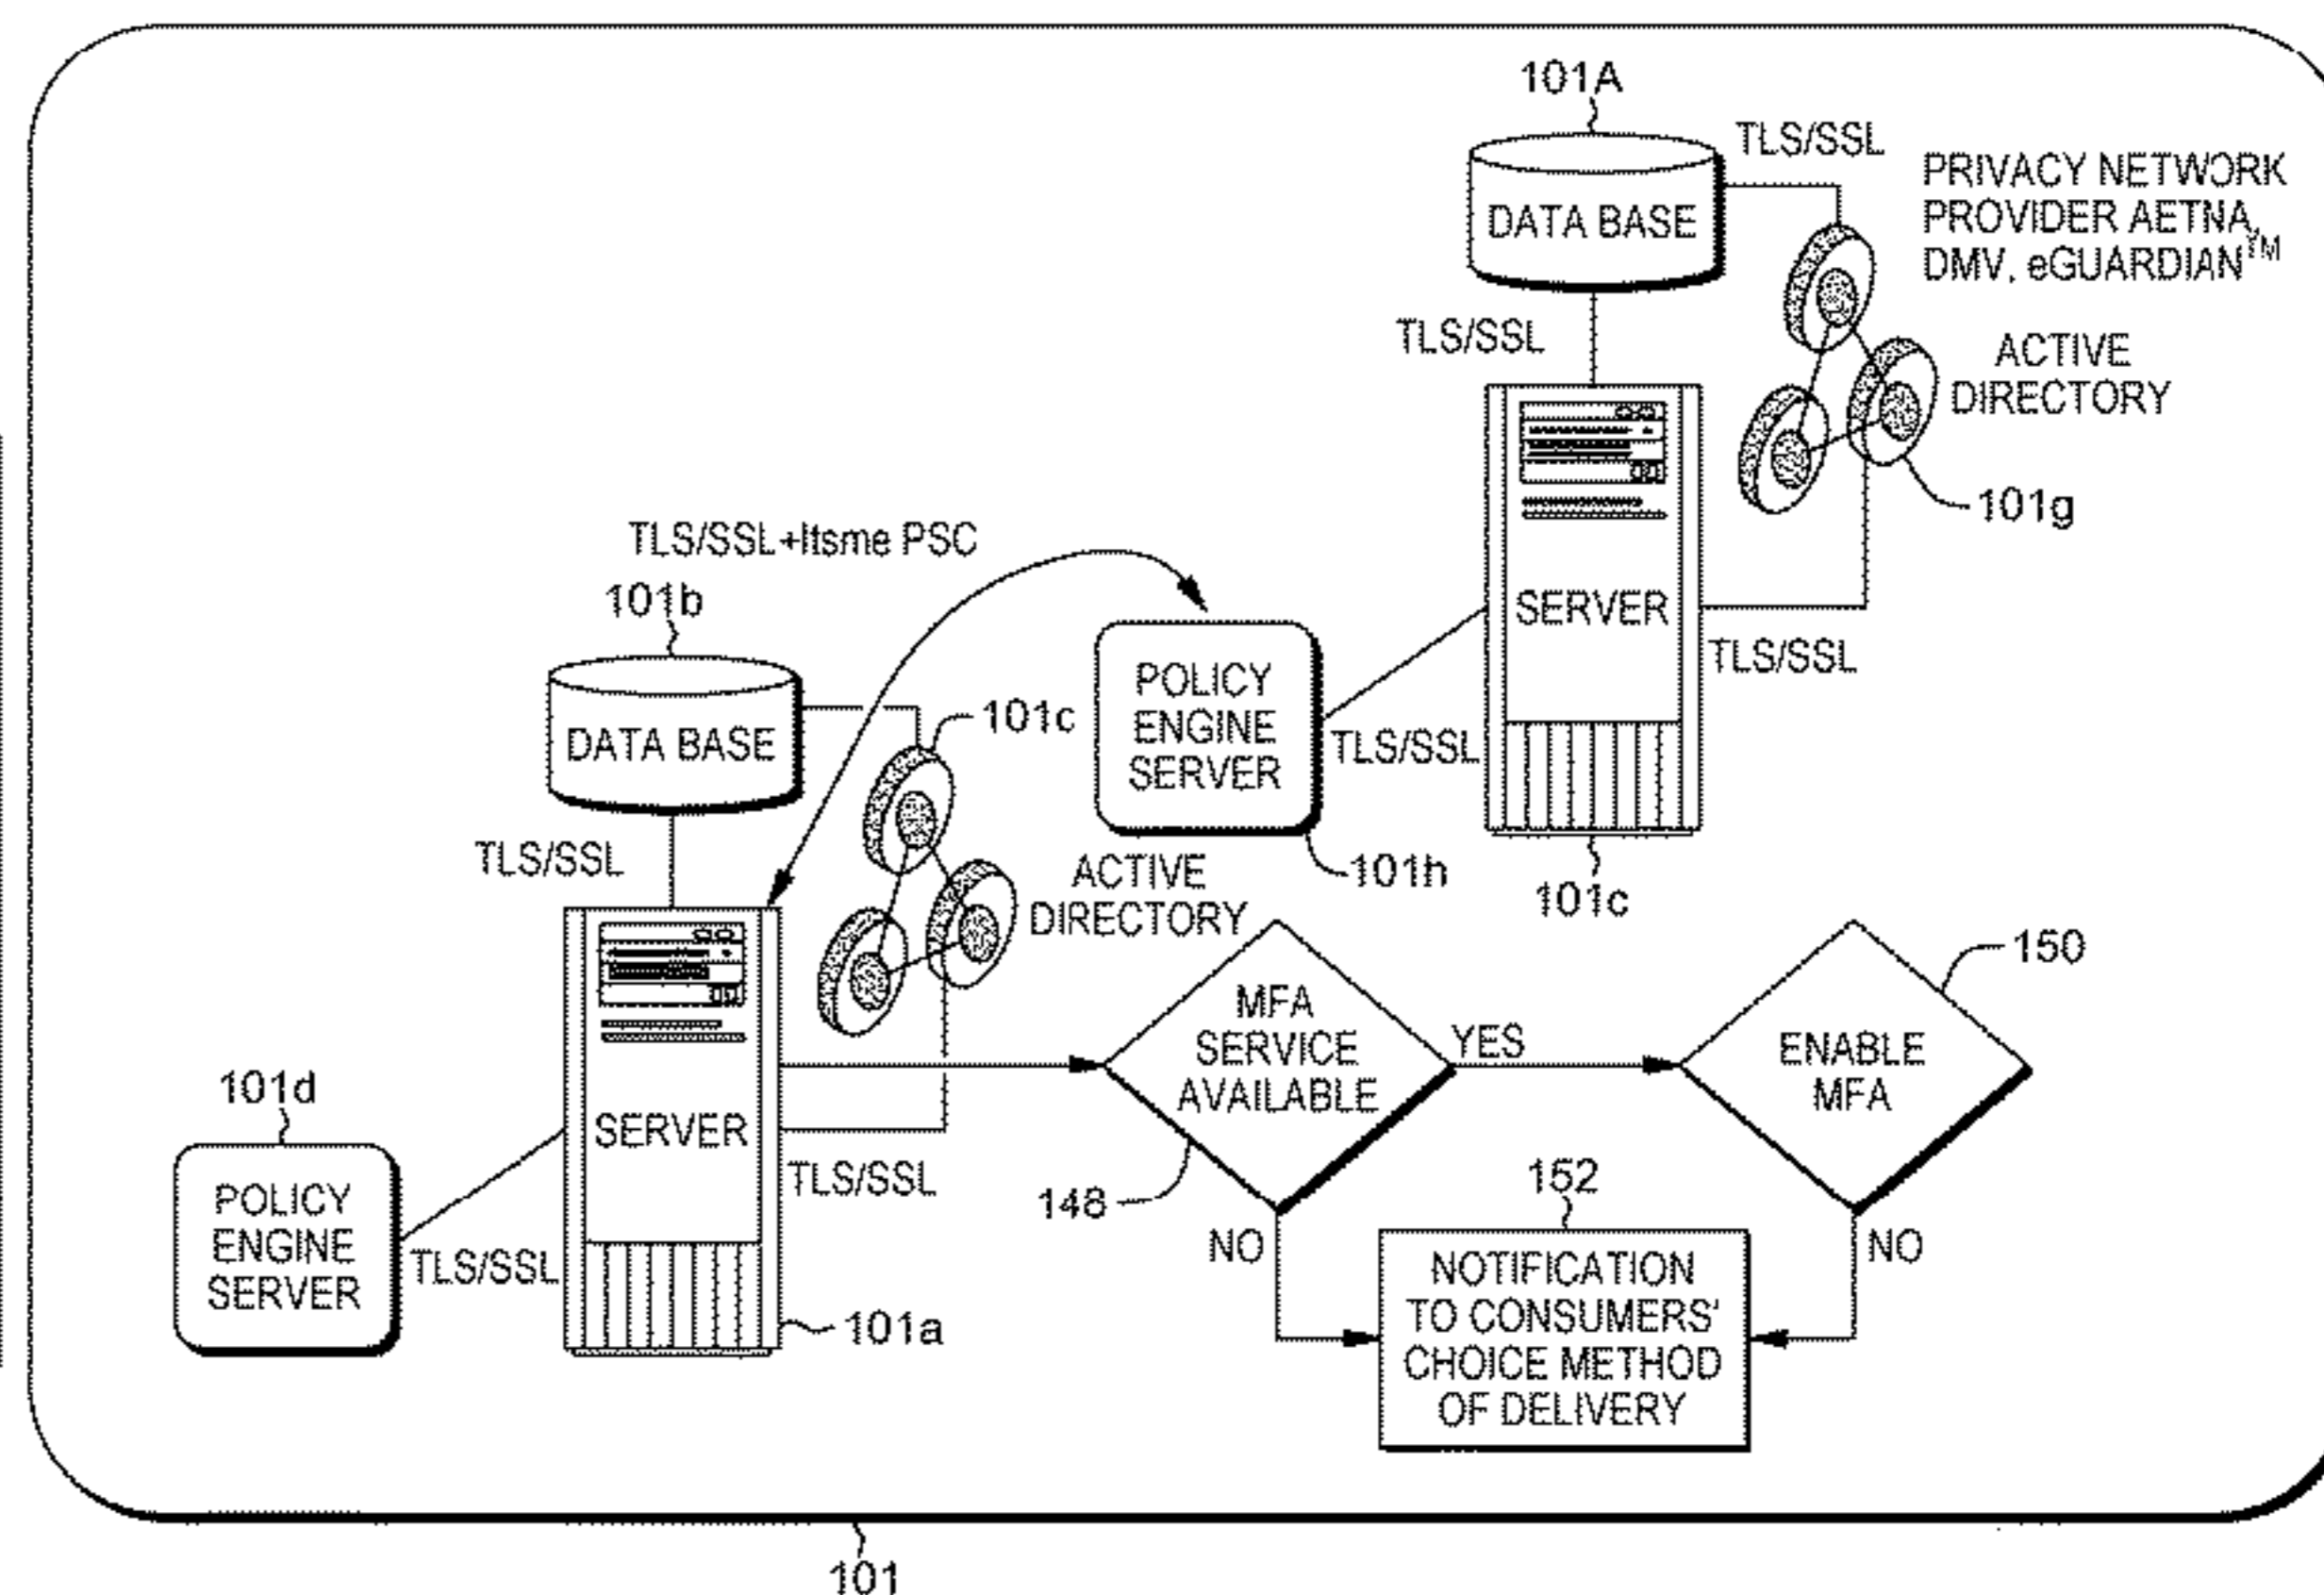 101A
TLS/SSL
DATA BASE
PRIVACY NETWORK
PROVIDER AETNA,
DMV, eGUARDIAN™
TLS/SSL
ACTIVE
DIRECTORY
101g
SERVER
TLS/SSL
101c
TLS/SSL+Itsme PSC
POLICY
ENGINE
SERVER
TLS/SSL
101h
101b
DATA BASE
101c
TLS/SSL
ACTIVE
DIRECTORY
SERVER
TLS/SSL
101a
101d
POLICY
ENGINE
SERVER
TLS/SSL
MFA
SERVICE
AVAILABLE
148
YES
NO
150
ENABLE
MFA
NO
152
NOTIFICATION
TO CONSUMERS'
CHOICE METHOD
OF DELIVERY
101